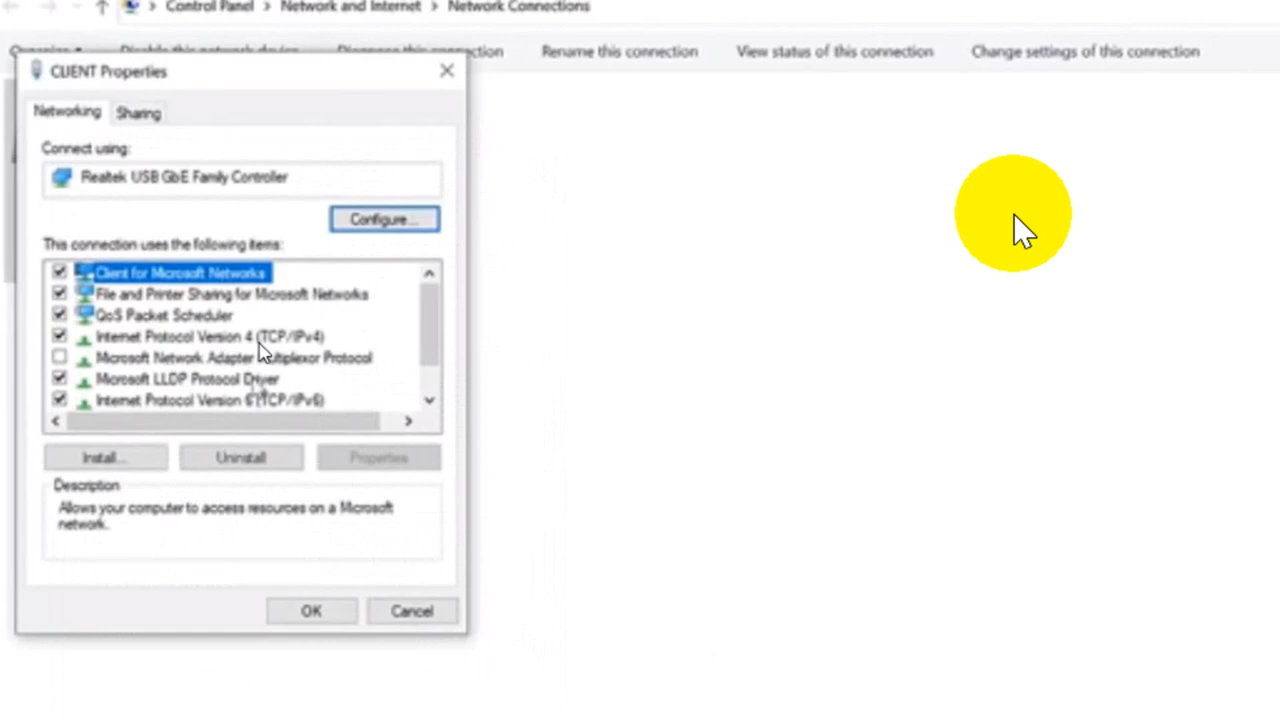 Control Panel > Network and Internet > Network Connections
connection Rename this connection View status of this connection Change settings of this connection
CLIENT Properties
Networking Sharing
Connect using:
Realtek USB GbE Family Controller
Configure...
This connection uses the following items:
Client for Microsoft Networks
File and Printer Sharing for Microsoft Networks
QoS Packet Scheduler
Internet Protocol Version 4 (TCP/IPv4)
Microsoft Network Adapter Multiplexor Protocol
Microsoft LLDP Protocol Driver
Internet Protocol Version 6 (TCP/IPv6)
Install... Uninstall Properties
Description
Allows your computer to access resources on a Microsoft
network.
OK Cancel